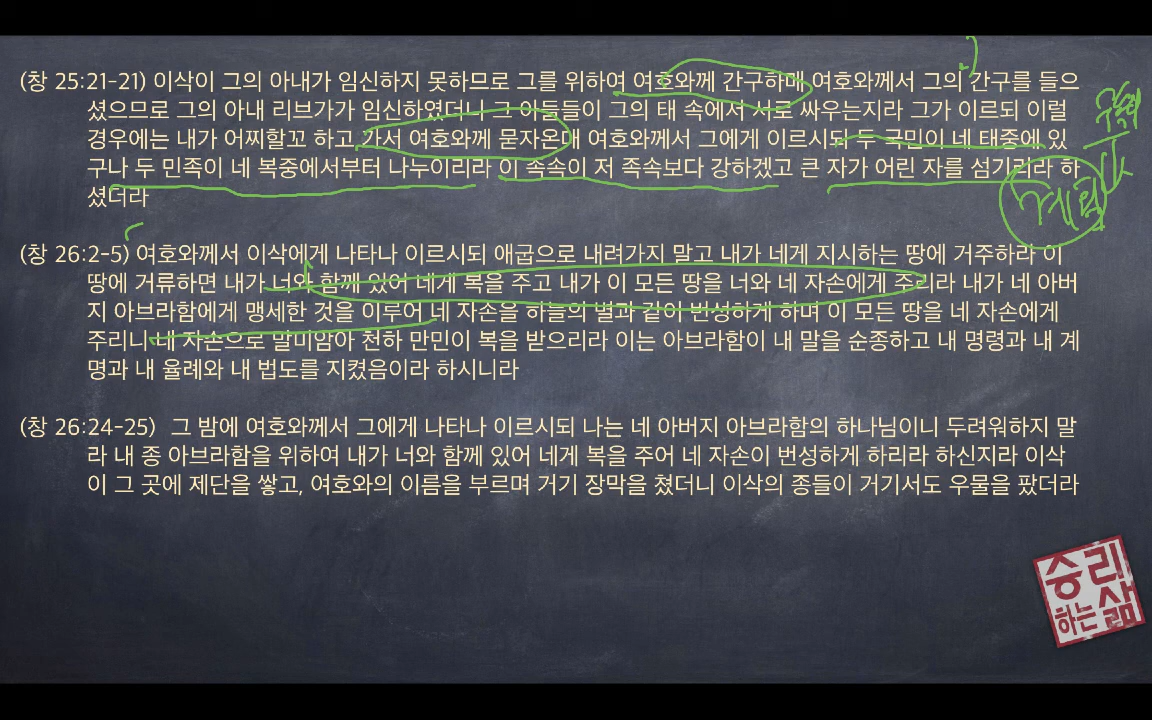 (창 25:21-21) 이삭이 그의 아내가 임신하지 못하므로 그를 위하여 여호와께 간구하매 여호와께서 그의 간구를 들으
셨으므로 그의 아내 리브가가 임신하였더니 그 아들들이 그의 태 속에서 서로 싸우는지라 그가 이르되 이럴
경우에는 내가 어찌할꼬 하고 가서 여호와께 묻자온대 여호와께서 그에게 이르시되 두 국민이 네 태중에 있
구나 두 민족이 네 복중에서부터 나누이리라 이 족속이 저 족속보다 강하겠고 큰 자가 어린 자를 섬기리라 하
셨더라
계획
(창 26:2-5) 여호와께서 이삭에게 나타나 이르시되 애굽으로 내려가지 말고 내가 네게 지시하는 땅에 거주하라 이
땅에 거류하면 내가 너와 함께 있어 네게 복을 주고 내가 이 모든 땅을 너와 네 자손에게 주리라 내가 네 아버
지 아브라함에게 맹세한 것을 이루어 네 자손을 하늘의 별과 같이 번성하게 하며 이 모든 땅을 네 자손에게
주리니 네 자손으로 말미암아 천하 만민이 복을 받으리라 이는 아브라함이 내 말을 순종하고 내 명령과 내 계
명과 내 율례와 내 법도를 지켰음이라 하시니라
(창 26:24-25) 그 밤에 여호와께서 그에게 나타나 이르시되 나는 네 아버지 아브라함의 하나님이니 두려워하지 말
라 내 종 아브라함을 위하여 내가 너와 함께 있어 네게 복을 주어 네 자손이 번성하게 하리라 하신지라 이삭
이 그 곳에 제단을 쌓고, 여호와의 이름을 부르며 거기 장막을 쳤더니 이삭의 종들이 거기서도 우물을 팠더라
승리
하는 삶